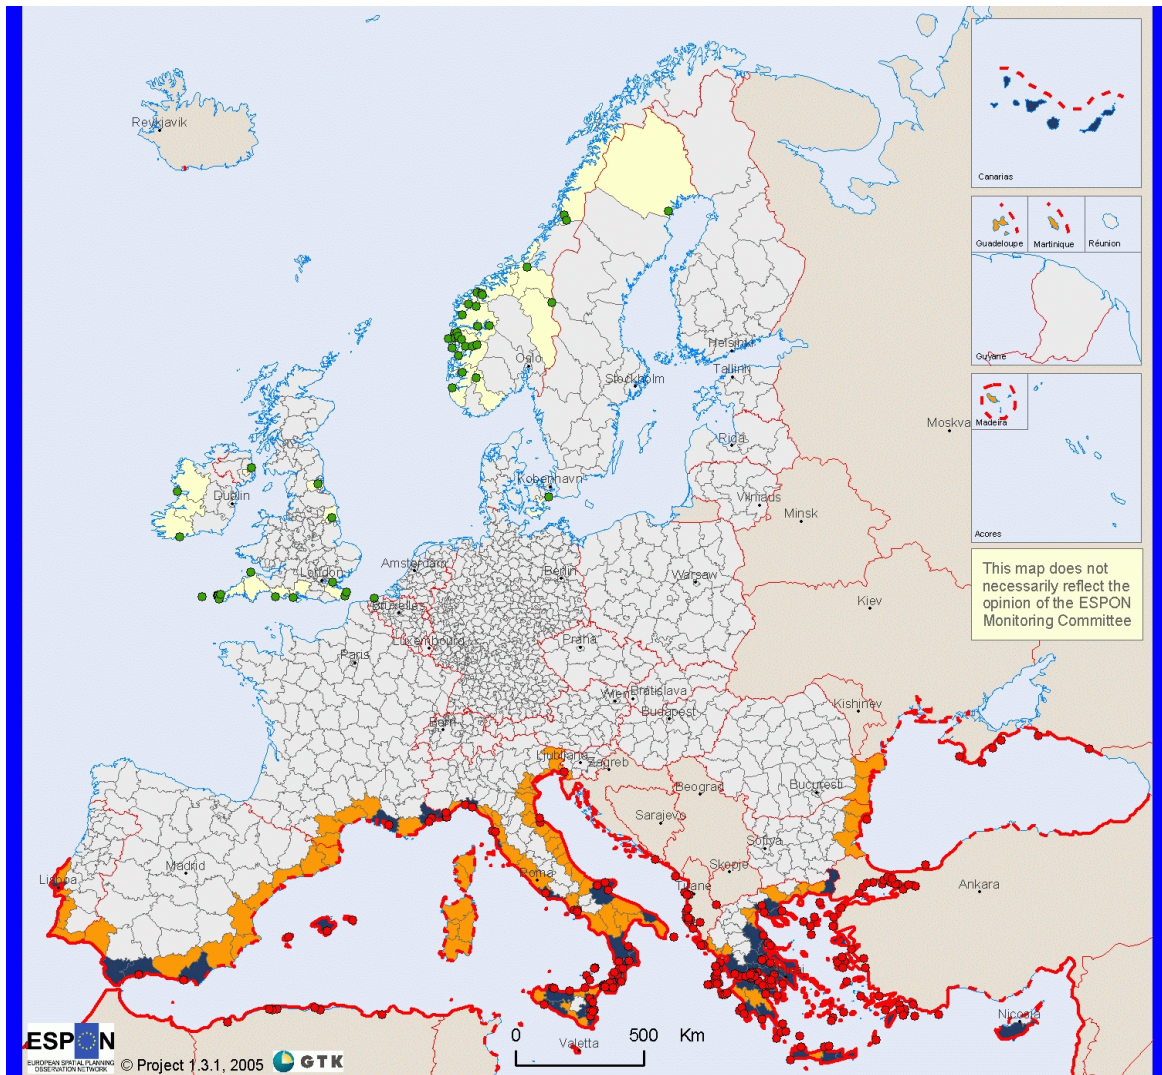 Reykjavik
Canarias
Guadeloupe
Martinique
Réunion
Guyane
Madeira
Acores
Helsinki
Oslo
Tallinn
Stockholm
Moskva
Riga
Kobenhavn
Dublin
Vilniaus
Minsk
This map does not
necessarily reflect the
opinion of the ESPON
Monitoring Committee
Amsterdam
London
Berlin
Warsaw
Bruxelles
Kiev
Luxembourg
Praha
Paris
Wien
Bratislava
Kishinev
Budapest
Bern
Ljubljana
Zagreb
Beograd
Bucuresti
Sarajevo
Sofiya
Madrid
Skopje
Lisboa
Roma
Tirane
Ankara
Nicosia
Valetta
0 500 Km
ESPON
EUROPEAN SPATIAL PLANNING
OSSERVATION NETWORK
© Project 1.3.1, 2005
GTK